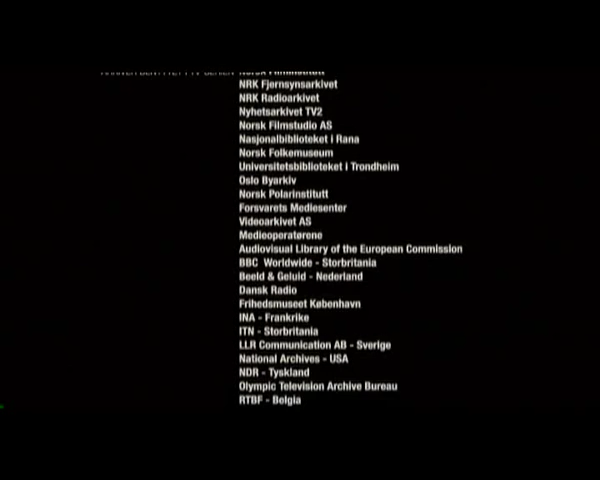 Norsk Filminstitutt
NRK Fjernsynsarkivet
NRK Radioarkivet
Nyhetsarkivet TV2
Norsk Filmstudio AS
Nasjonalbiblioteket i Rana
Norsk Folkemuseum
Universitetsbiblioteket i Trondheim
Oslo Byarkiv
Norsk Polarinstitutt
Forsvarets Mediesenter
Videoarkivet AS
Medieoperatørene
Audiovisual Library of the European Commission
BBC Worldwide - Storbritania
Beeld & Geluid - Nederland
Dansk Radio
Frihedsmuseet København
INA - Frankrike
ITN - Storbritania
LLR Communication AB - Sverige
National Archives - USA
NDR - Tyskland
Olympic Television Archive Bureau
RTBF - Belgia